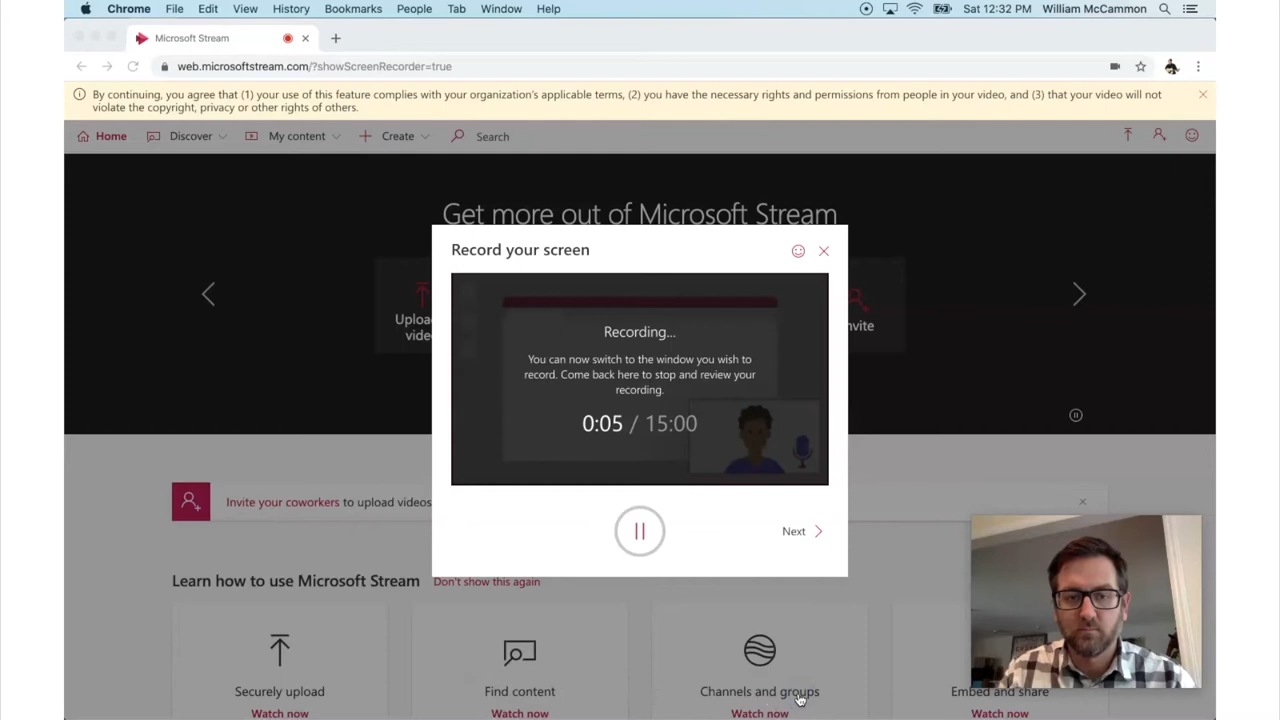 Chrome File Edit View History Bookmarks People Tab Window Help Sat 12:32 PM William McCammon
Microsoft Stream
web.microsoftstream.com/?showScreenRecorder=true
By continuing, you agree that (1) your use of this feature complies with your organization's applicable terms, (2) you have the necessary rights and permissions from people in your video, and (3) that your video will not
violate the copyright, privacy or other rights of others.
Home Discover My content Create Search
Get more out of Microsoft Stream
Record your screen
Recording...
You can now switch to the window you wish to
record. Come back here to stop and review your
recording.
0:05 / 15:00
Next
Invite your coworkers to upload videos
Learn how to use Microsoft Stream Don't show this again
Securely upload Find content Channels and groups Embed and share
Watch now Watch now Watch now Watch now